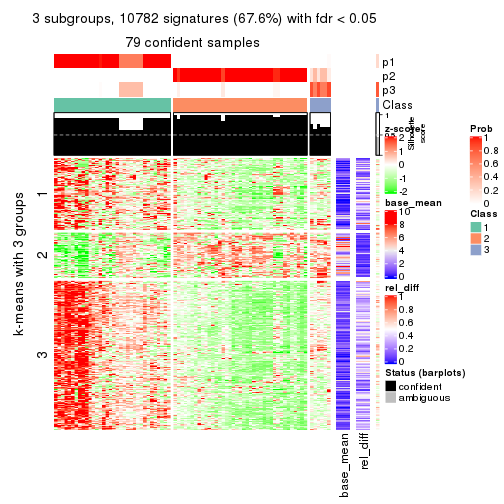 3 subgroups, 10782 signatures (67.6%) with fdr < 0.05
79 confident samples
p1
p2
p3
Class
1
Silhouette
score
k-means with 3 groups
1
2
3
base_mean
rel_diff
z-score
2
1
0
-1
-2
base_mean
10
8
6
4
2
0
rel_diff
1
0.8
0.6
0.4
0.2
0
Status (barplots)
confident
ambiguous
Prob
1
0.8
0.6
0.4
0.2
0
Class
1
2
3